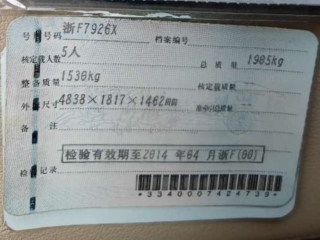 号牌号码 浙F7926X 档案编号
核定载人数 5人 总质量 1905kg
整备质量 1530kg 核定载质量
外廓尺寸 4838×1817×1462mm 准牵引总质量
备注
检验有效期至2014年04月浙F(00)
检验记录
*3340007424738*